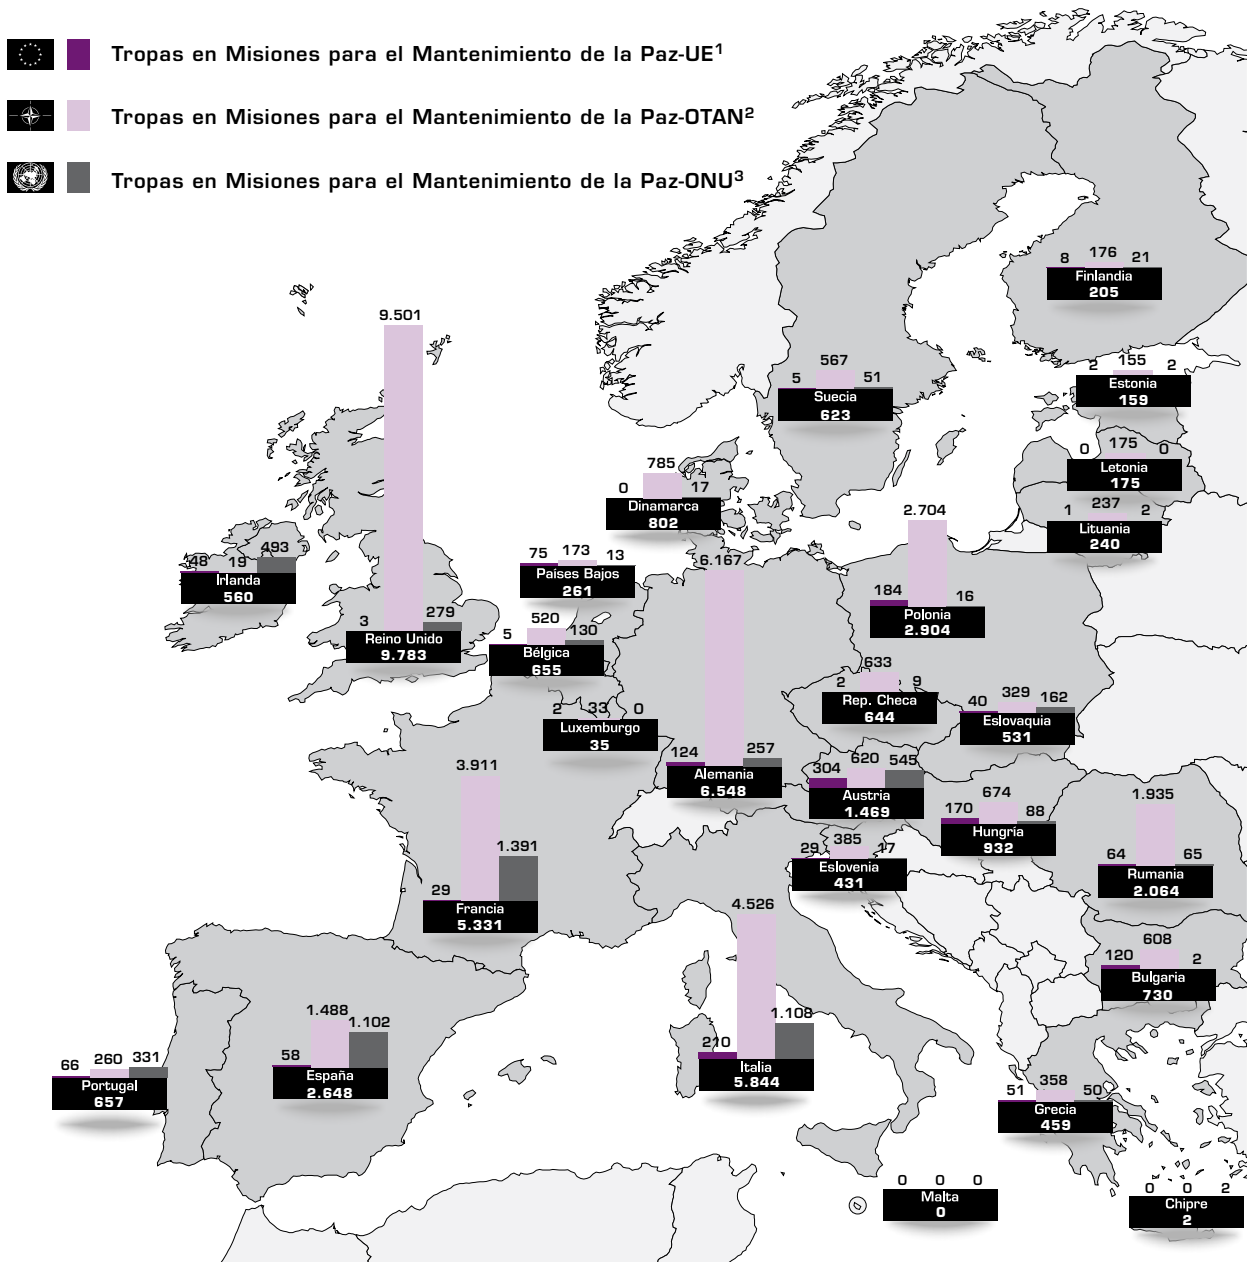 Tropas en Misiones para el Mantenimiento de la Paz-UE1
Tropas en Misiones para el Mantenimiento de la Paz-OTAN2
Tropas en Misiones para el Mantenimiento de la Paz-ONU3
8 176 21
Finlandia
205
9.501
3 279
Reino Unido
9.783
567
5 51
Suecia
623
2 155 2
Estonia
159
0 175 0
Letonia
175
1 237 2
Lituania
240
785
0 17
Dinamarca
802
2.704
184 16
Polonia
2.904
48 19 493
Irlanda
560
75 173 13
Países Bajos
261
6.167
124 257
Alemania
6.548
520
5 130
Bélgica
655
633
2 9
Rep. Checa
644
40 329 162
Eslovaquia
531
2 33 0
Luxemburgo
35
3.911
1.391
29
Francia
5.331
304 620 545
Austria
1.469
674
170 88
Hungría
932
1.935
64 65
Rumania
2.064
29 385 17
Eslovenia
431
4.526
1.108
210
Italia
5.844
608
120 2
Bulgaria
730
1.488
1.102
58
España
2.648
66 260 331
Portugal
657
51 358 50
Grecia
459
0 0 0
Malta
0
0 0 2
Chipre
2